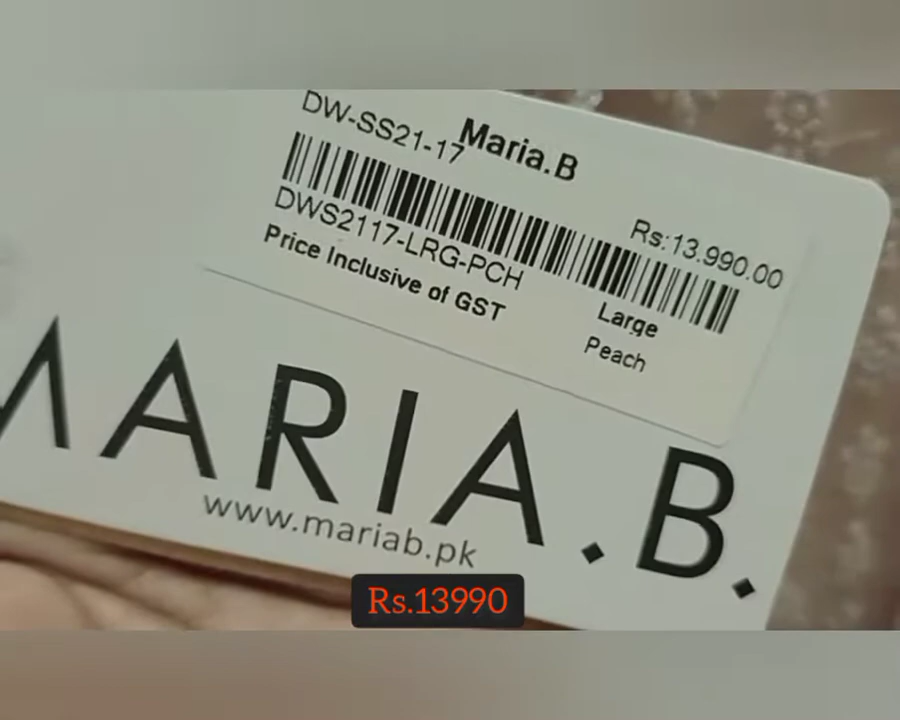 DW-SS21-17
Maria.B
Rs:13.990.00
DWS2117-LRG-PCH
Price Inclusive of GST
Large
Peach
MARIA.B.
www.mariab.pk
Rs.13990